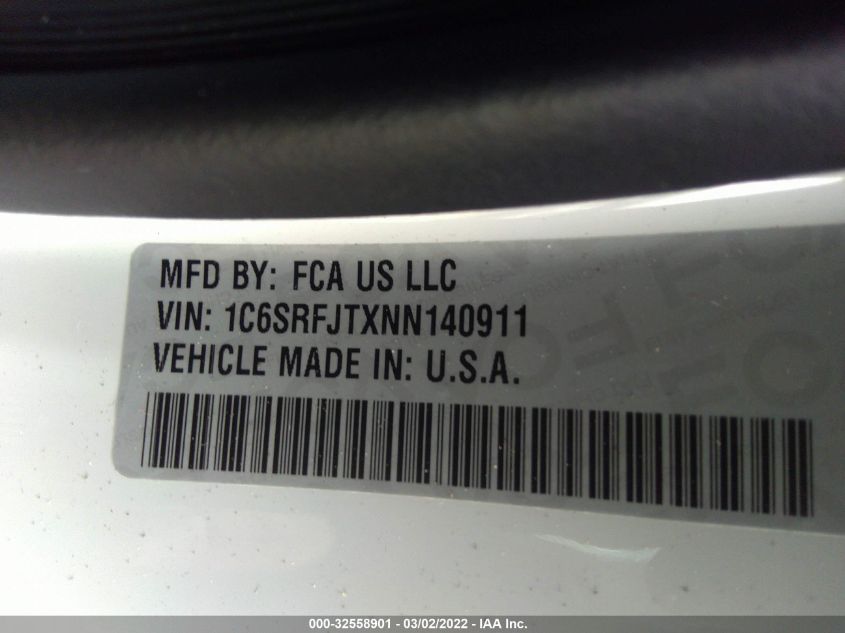 MFD BY: FCA US LLC
VIN: 1C6SRFJTXNN140911
VEHICLE MADE IN: U.S.A.
000-32558901 - 03/02/2022 - IAA Inc.